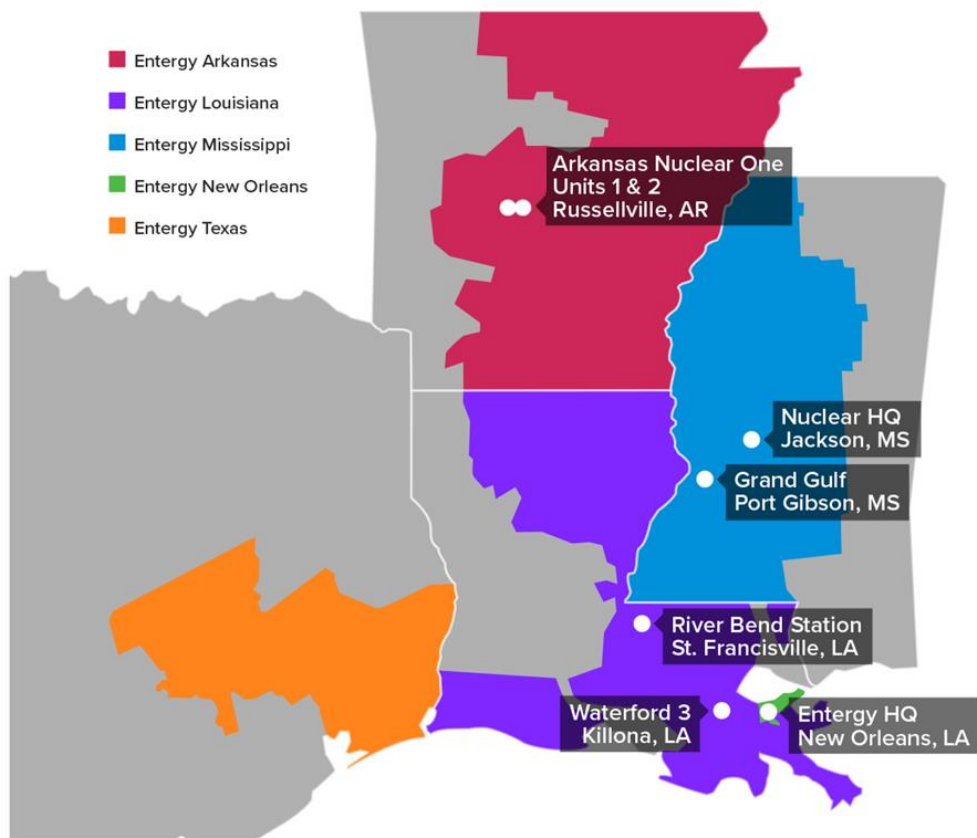 Entergy Arkansas
Entergy Louisiana
Entergy Mississippi
Entergy New Orleans
Entergy Texas
Arkansas Nuclear One
Units 1 & 2
Russellville, AR
Nuclear HQ
Jackson, MS
Grand Gulf
Port Gibson, MS
River Bend Station
St. Francisville, LA
Waterford 3
Killona, LA
Entergy HQ
New Orleans, LA